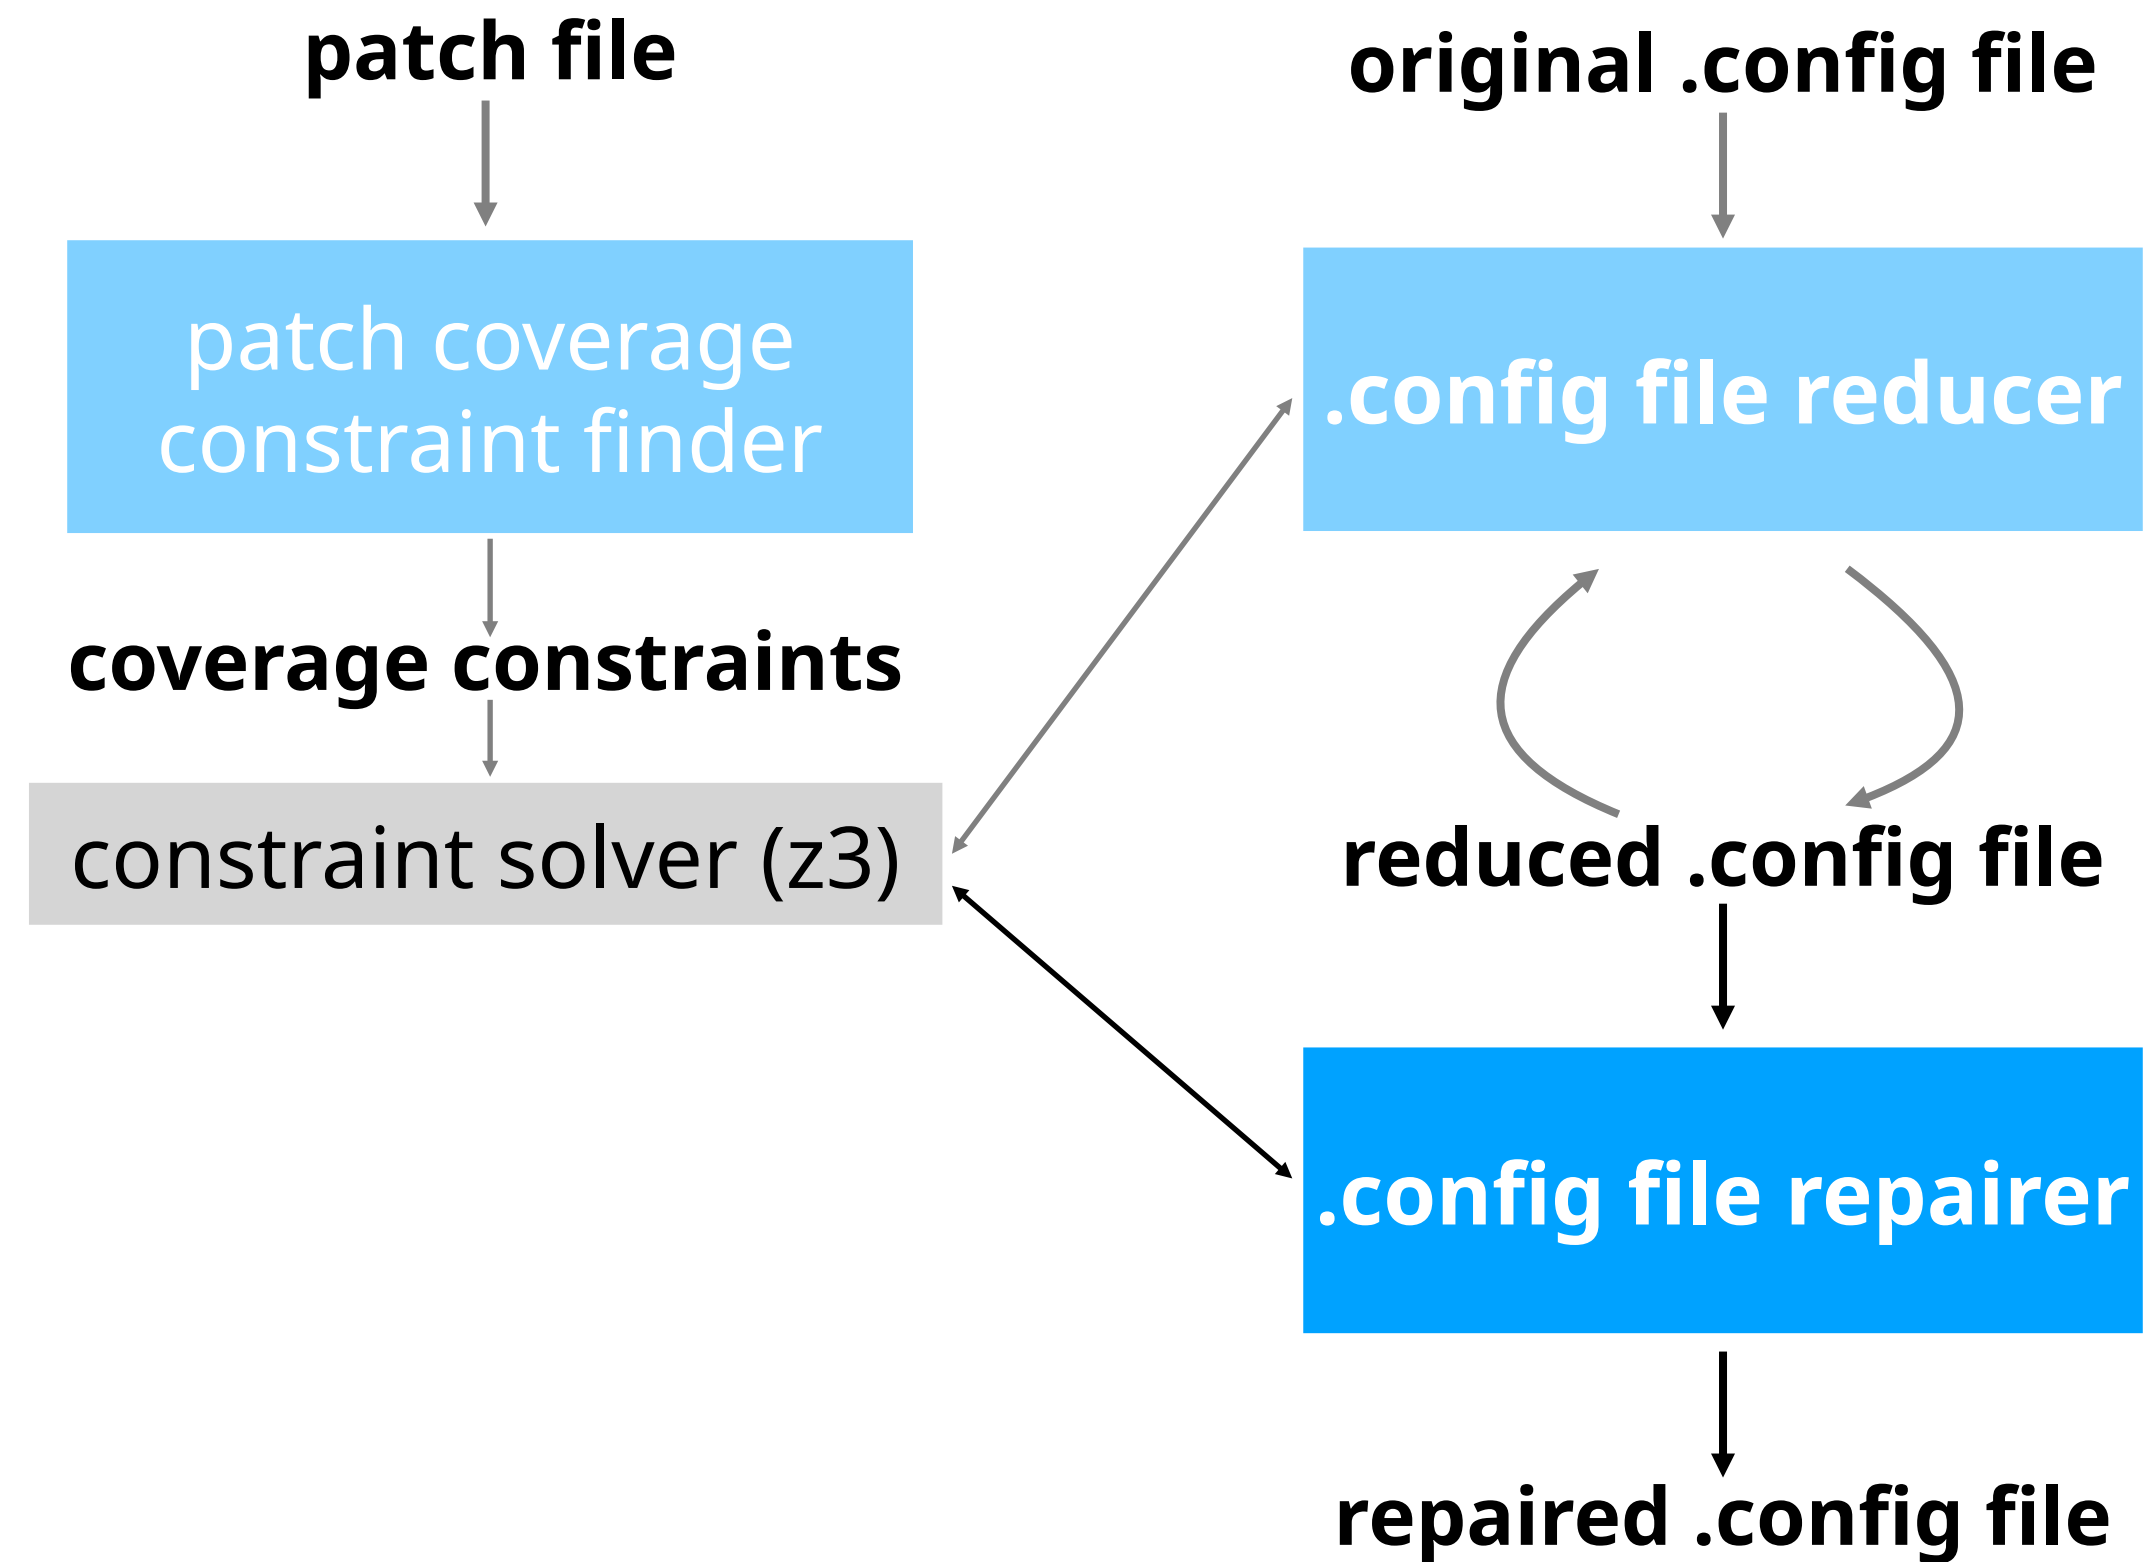 patch file
patch coverage
constraint finder
coverage constraints
constraint solver (z3)
original .config file
.config file reducer
reduced .config file
.config file repairer
repaired .config file